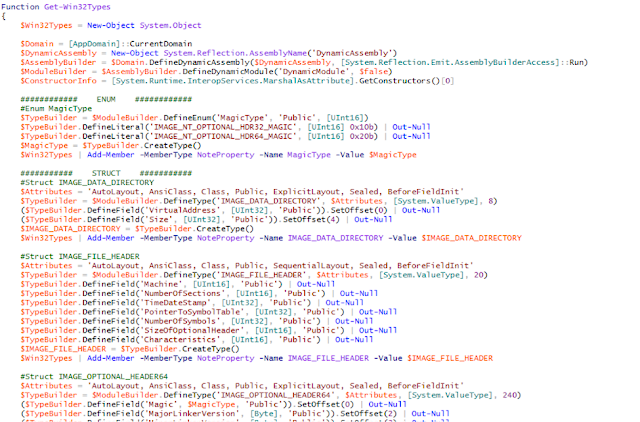 Function Get-Win32Types
{
$Win32Types = New-Object System.Object
$Domain = [AppDomain]::CurrentDomain
$DynamicAssembly = New-Object System.Reflection.AssemblyName('DynamicAssembly')
$AssemblyBuilder = $Domain.DefineDynamicAssembly($DynamicAssembly, [System.Reflection.Emit.AssemblyBuilderAccess]::Run)
$ModuleBuilder = $AssemblyBuilder.DefineDynamicModule('DynamicModule', $false)
$ConstructorInfo = [System.Runtime.InteropServices.MarshalAsAttribute].GetConstructors()[0]
############ ENUM ############
#Enum MagicType
$TypeBuilder = $ModuleBuilder.DefineEnum('MagicType', 'Public', [UInt16])
$TypeBuilder.DefineLiteral('IMAGE_NT_OPTIONAL_HDR32_MAGIC', [UInt16] 0x10b) | Out-Null
$TypeBuilder.DefineLiteral('IMAGE_NT_OPTIONAL_HDR64_MAGIC', [UInt16] 0x20b) | Out-Null
$MagicType = $TypeBuilder.CreateType()
$Win32Types | Add-Member -MemberType NoteProperty -Name MagicType -Value $MagicType
########### STRUCT ###########
#Struct IMAGE_DATA_DIRECTORY
$Attributes = 'AutoLayout, AnsiClass, Class, Public, ExplicitLayout, Sealed, BeforeFieldInit'
$TypeBuilder = $ModuleBuilder.DefineType('IMAGE_DATA_DIRECTORY', $Attributes, [System.ValueType], 8)
($TypeBuilder.DefineField('VirtualAddress', [UInt32], 'Public')).SetOffset(0) | Out-Null
($TypeBuilder.DefineField('Size', [UInt32], 'Public')).SetOffset(4) | Out-Null
$IMAGE_DATA_DIRECTORY = $TypeBuilder.CreateType()
$Win32Types | Add-Member -MemberType NoteProperty -Name IMAGE_DATA_DIRECTORY -Value $IMAGE_DATA_DIRECTORY
#Struct IMAGE_FILE_HEADER
$Attributes = 'AutoLayout, AnsiClass, Class, Public, SequentialLayout, Sealed, BeforeFieldInit'
$TypeBuilder = $ModuleBuilder.DefineType('IMAGE_FILE_HEADER', $Attributes, [System.ValueType], 20)
$TypeBuilder.DefineField('Machine', [UInt16], 'Public') | Out-Null
$TypeBuilder.DefineField('NumberOfSections', [UInt16], 'Public') | Out-Null
$TypeBuilder.DefineField('TimeDateStamp', [UInt32], 'Public') | Out-Null
$TypeBuilder.DefineField('PointerToSymbolTable', [UInt32], 'Public') | Out-Null
$TypeBuilder.DefineField('NumberOfSymbols', [UInt32], 'Public') | Out-Null
$TypeBuilder.DefineField('SizeOfOptionalHeader', [UInt16], 'Public') | Out-Null
$TypeBuilder.DefineField('Characteristics', [UInt16], 'Public') | Out-Null
$IMAGE_FILE_HEADER = $TypeBuilder.CreateType()
$Win32Types | Add-Member -MemberType NoteProperty -Name IMAGE_FILE_HEADER -Value $IMAGE_FILE_HEADER
#Struct IMAGE_OPTIONAL_HEADER64
$Attributes = 'AutoLayout, AnsiClass, Class, Public, ExplicitLayout, Sealed, BeforeFieldInit'
$TypeBuilder = $ModuleBuilder.DefineType('IMAGE_OPTIONAL_HEADER64', $Attributes, [System.ValueType], 240)
($TypeBuilder.DefineField('Magic', $MagicType, 'Public')).SetOffset(0) | Out-Null
($TypeBuilder.DefineField('MajorLinkerVersion', [Byte], 'Public')).SetOffset(2) | Out-Null